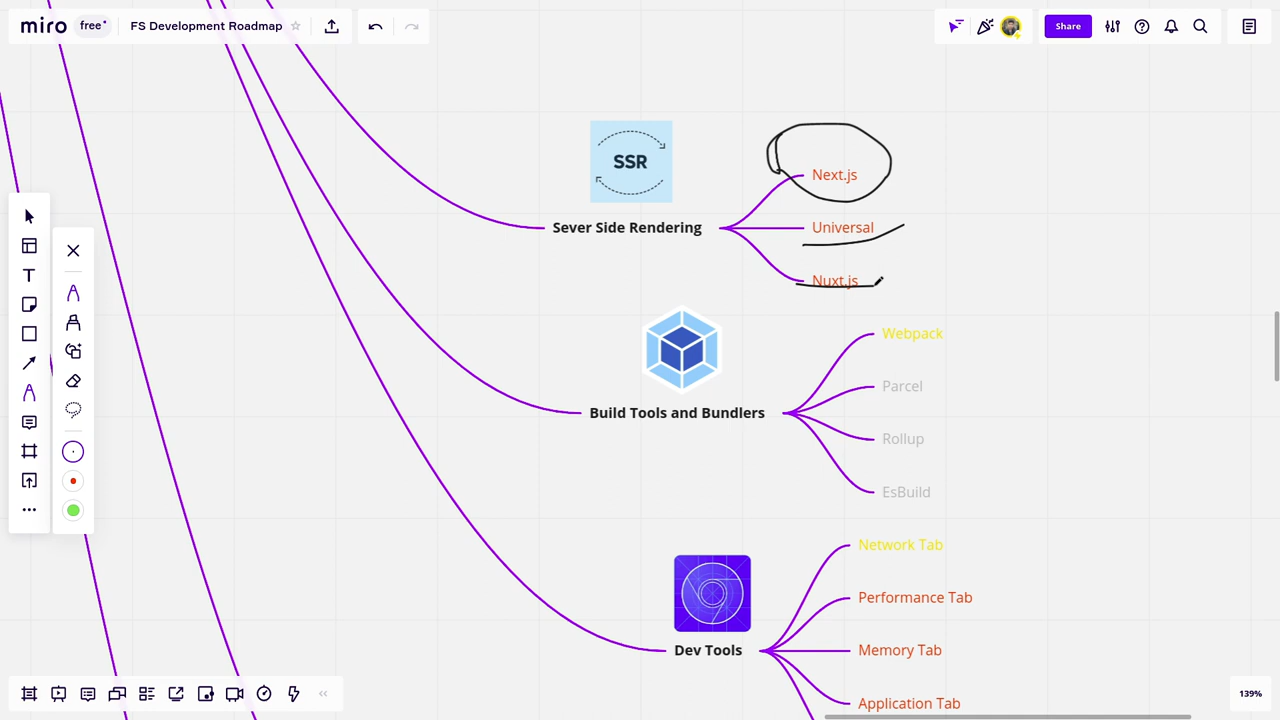 miro free FS Development Roadmap Share
SSR
Next.js
Sever Side Rendering
Universal
Nuxt.js
Webpack
Parcel
Build Tools and Bundlers
Rollup
EsBuild
Network Tab
Performance Tab
Dev Tools
Memory Tab
Application Tab
139%